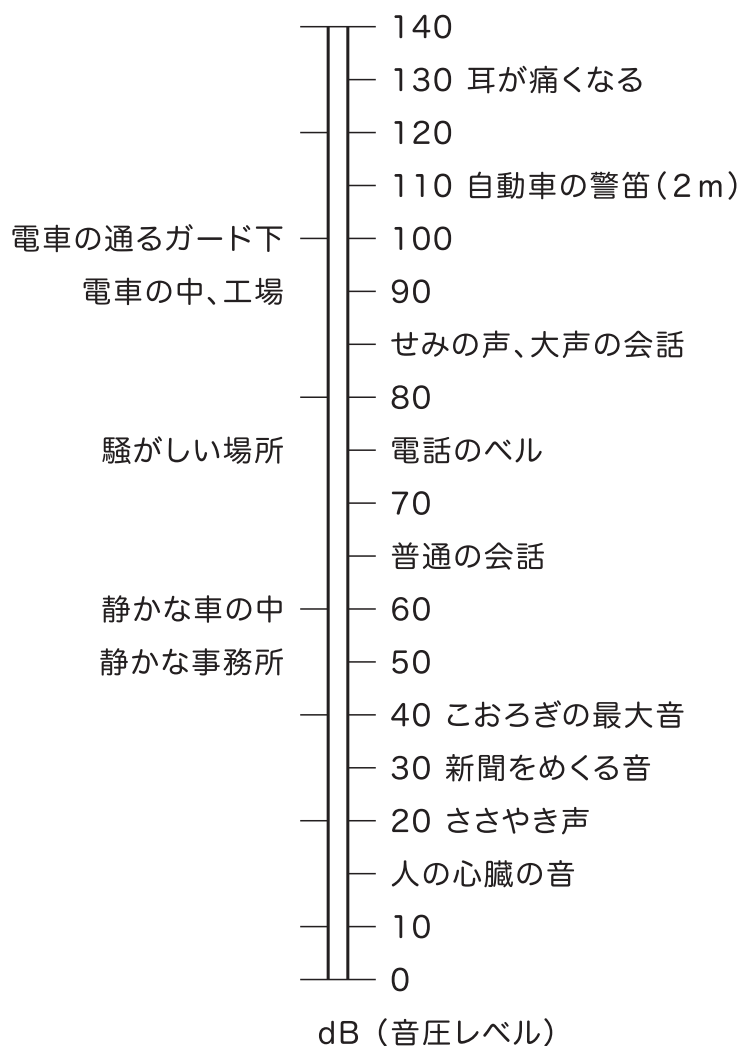 140
130 耳が痛くなる
120
110 自動車の警笛（2m）
電車の通るガード下 100
電車の中、工場 90
せみの声、大声の会話
80
騒がしい場所 電話のベル
70
普通の会話
静かな車の中 60
静かな事務所 50
40 こおろぎの最大音
30 新聞をめくる音
20 ささやき声
人の心臓の音
10
0
dB（音圧レベル）